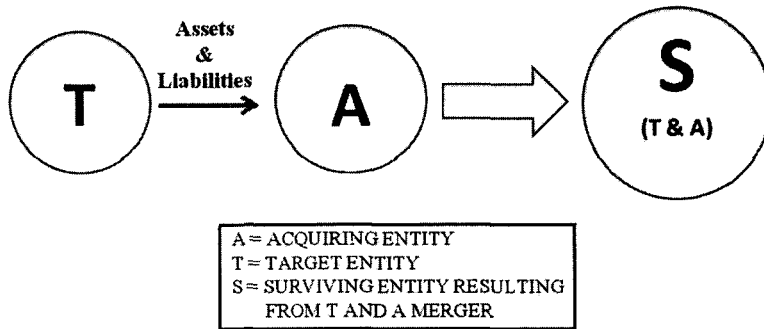 Assets
&
Liabilities
T
A
S
(T & A)
A = ACQUIRING ENTITY
T = TARGET ENTITY
S = SURVIVING ENTITY RESULTING
FROM T AND A MERGER